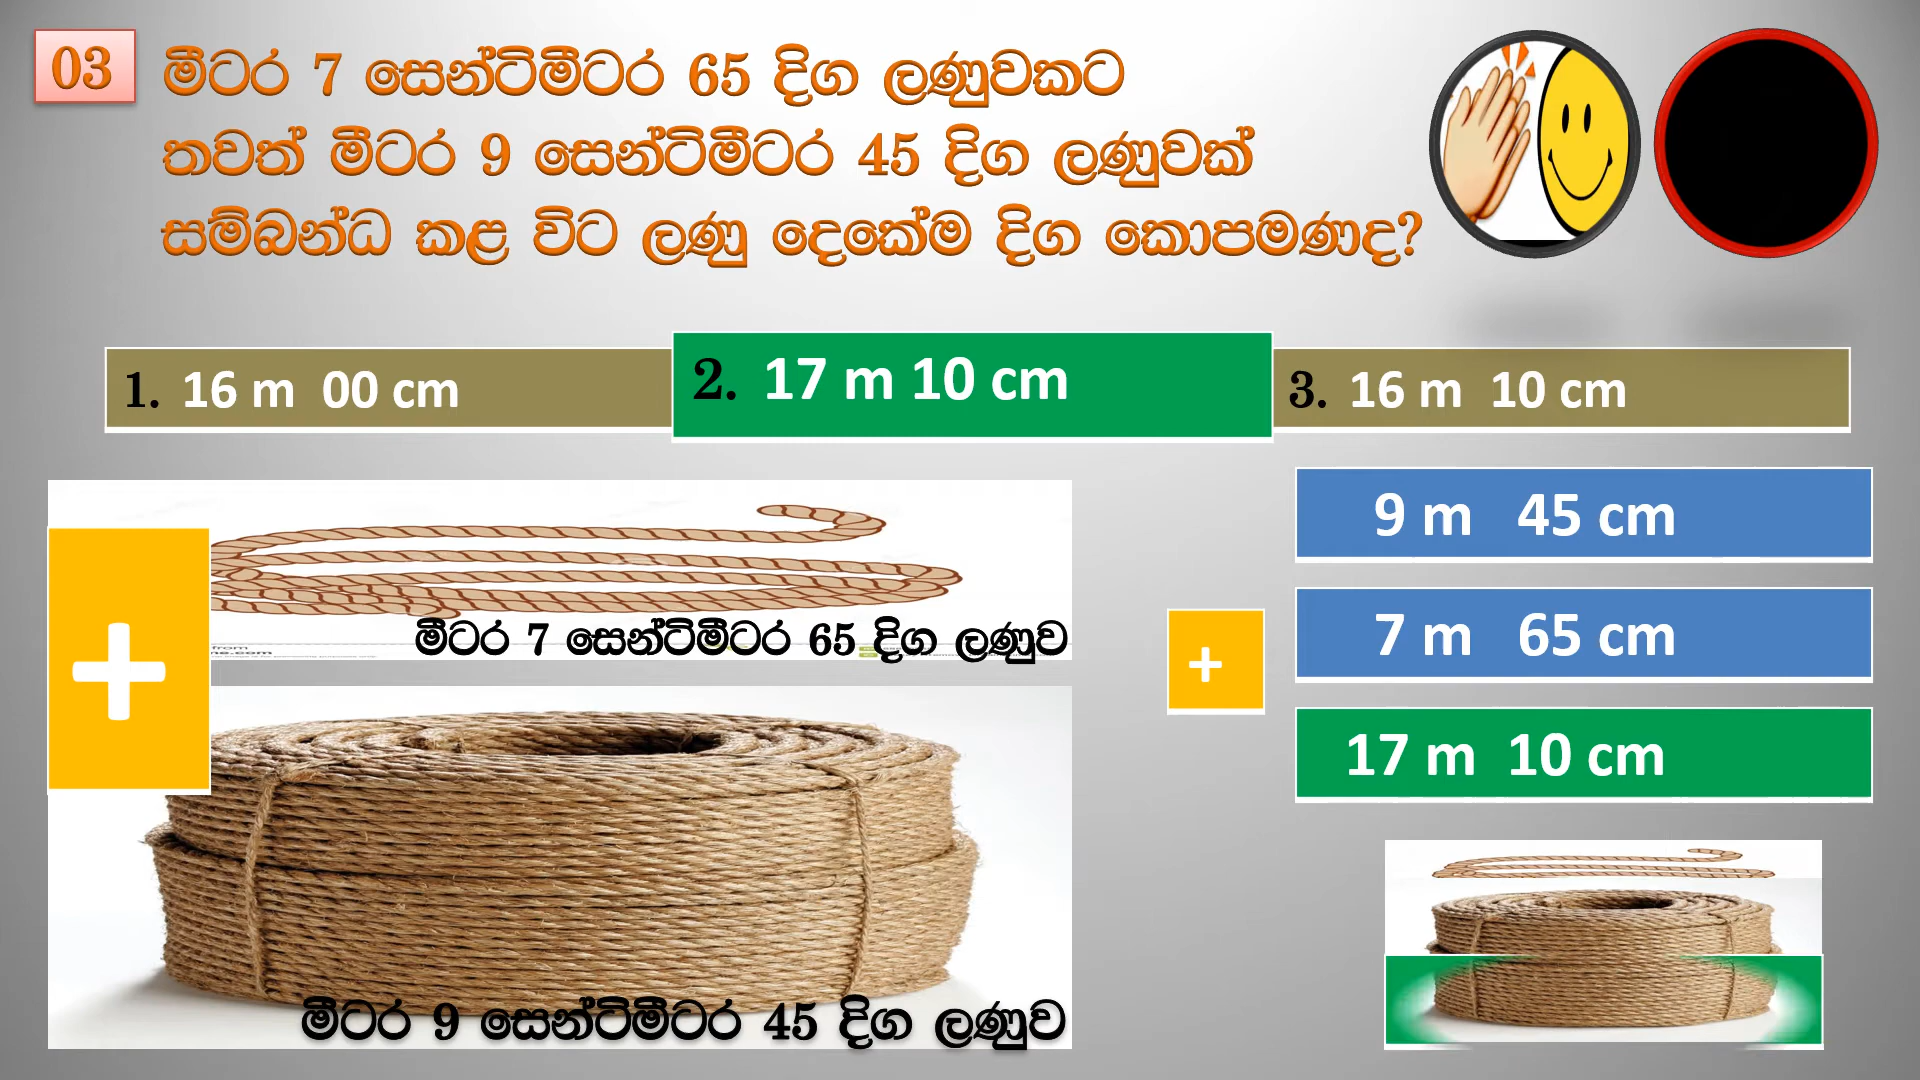 03
මීටර 7 සෙන්ටිමීටර 65 දිග ලණුවකට
තවත් මීටර 9 සෙන්ටිමීටර 45 දිග ලණුවක්
සම්බන්ධ කළ විට ලණු දෙකේම දිග කොපමණද?
1. 16 m 00 cm
2. 17 m 10 cm
3. 16 m 10 cm
+
මීටර 7 සෙන්ටිමීටර 65 දිග ලණුව
මීටර 9 සෙන්ටිමීටර 45 දිග ලණුව
9 m 45 cm
+
7 m 65 cm
17 m 10 cm